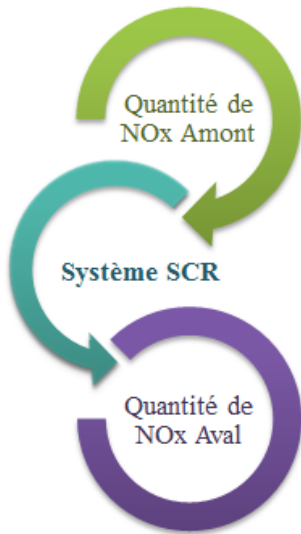 Quantité de
NOx Amont
Système SCR
Quantité de
NOx Aval